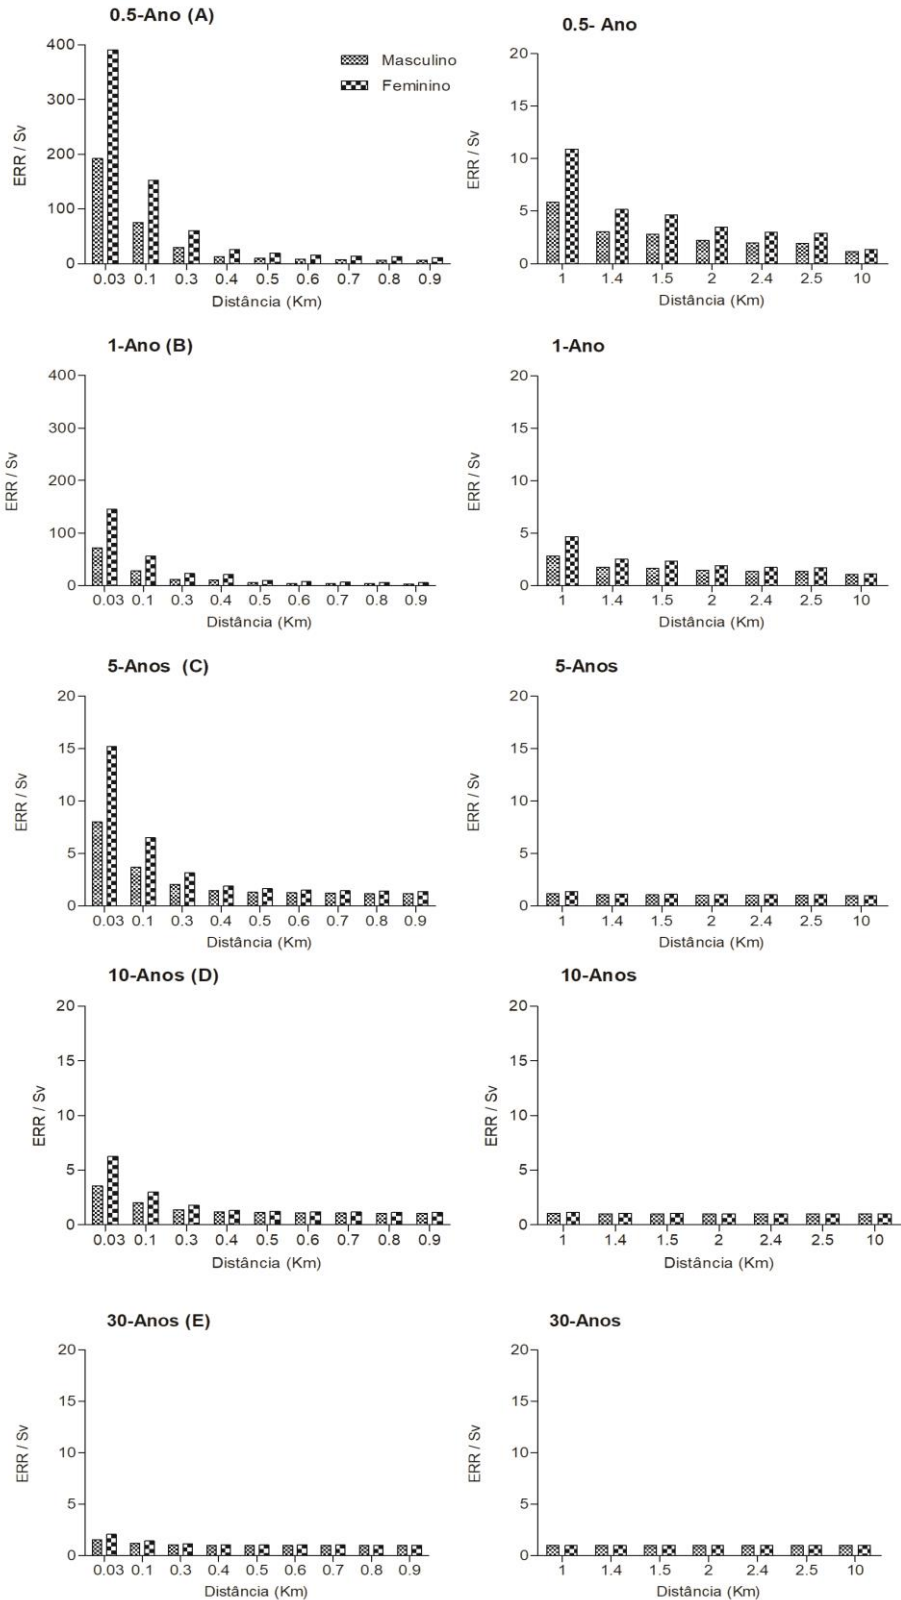 0.5-Ano (A)
400
300
200
100
0
ERR / Sv
0.03 0.1 0.3 0.4 0.5 0.6 0.7 0.8 0.9
Distância (Km)
Masculino
Feminino
0.5- Ano
20
15
10
5
0
ERR / Sv
1 1.4 1.5 2 2.4 2.5 10
Distância (Km)
1-Ano (B)
400
300
200
100
0
ERR / Sv
0.03 0.1 0.3 0.4 0.5 0.6 0.7 0.8 0.9
Distância (Km)
1-Ano
20
15
10
5
0
ERR / Sv
1 1.4 1.5 2 2.4 2.5 10
Distância (Km)
5-Anos (C)
20
15
10
5
0
ERR / Sv
0.03 0.1 0.3 0.4 0.5 0.6 0.7 0.8 0.9
Distância (Km)
5-Anos
20
15
10
5
0
ERR / Sv
1 1.4 1.5 2 2.4 2.5 10
Distância (Km)
10-Anos (D)
20
15
10
5
0
ERR / Sv
0.03 0.1 0.3 0.4 0.5 0.6 0.7 0.8 0.9
Distância (Km)
10-Anos
20
15
10
5
0
ERR / Sv
1 1.4 1.5 2 2.4 2.5 10
Distância (Km)
30-Anos (E)
20
15
10
5
0
ERR / Sv
0.03 0.1 0.3 0.4 0.5 0.6 0.7 0.8 0.9
Distância (Km)
30-Anos
20
15
10
5
0
ERR / Sv
1 1.4 1.5 2 2.4 2.5 10
Distância (Km)